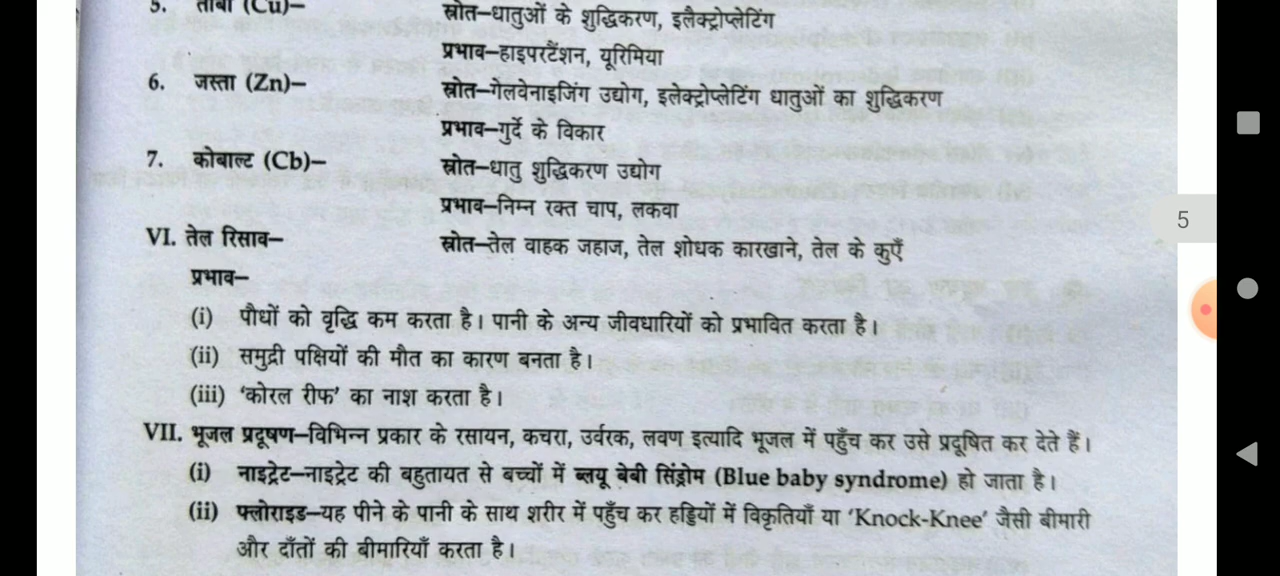 5. तांबा (Cu)– स्रोत–धातुओं के शुद्धिकरण, इलैक्ट्रोप्लेटिंग
प्रभाव–हाइपरटैंशन, यूरिमिया
6. जस्ता (Zn)– स्रोत–गेलवेनाइजिंग उद्योग, इलेक्ट्रोप्लेटिंग धातुओं का शुद्धिकरण
प्रभाव–गुर्दे के विकार
7. कोबाल्ट (Cb)– स्रोत–धातु शुद्धिकरण उद्योग
प्रभाव–निम्न रक्त चाप, लकवा
VI. तेल रिसाव– स्रोत–तेल वाहक जहाज, तेल शोधक कारखाने, तेल के कुएँ
प्रभाव–
(i) पौधों को वृद्धि कम करता है। पानी के अन्य जीवधारियों को प्रभावित करता है।
(ii) समुद्री पक्षियों की मौत का कारण बनता है।
(iii) ‘कोरल रीफ’ का नाश करता है।
VII. भूजल प्रदूषण–विभिन्न प्रकार के रसायन, कचरा, उर्वरक, लवण इत्यादि भूजल में पहुँच कर उसे प्रदूषित कर देते हैं।
(i) नाइट्रेट–नाइट्रेट की बहुतायत से बच्चों में ब्लयू बेबी सिंड्रोम (Blue baby syndrome) हो जाता है।
(ii) फ्लोराइड–यह पीने के पानी के साथ शरीर में पहुँच कर हड्डियों में विकृतियाँ या ‘Knock-Knee’ जैसी बीमारी
और दाँतों की बीमारियाँ करता है।
5